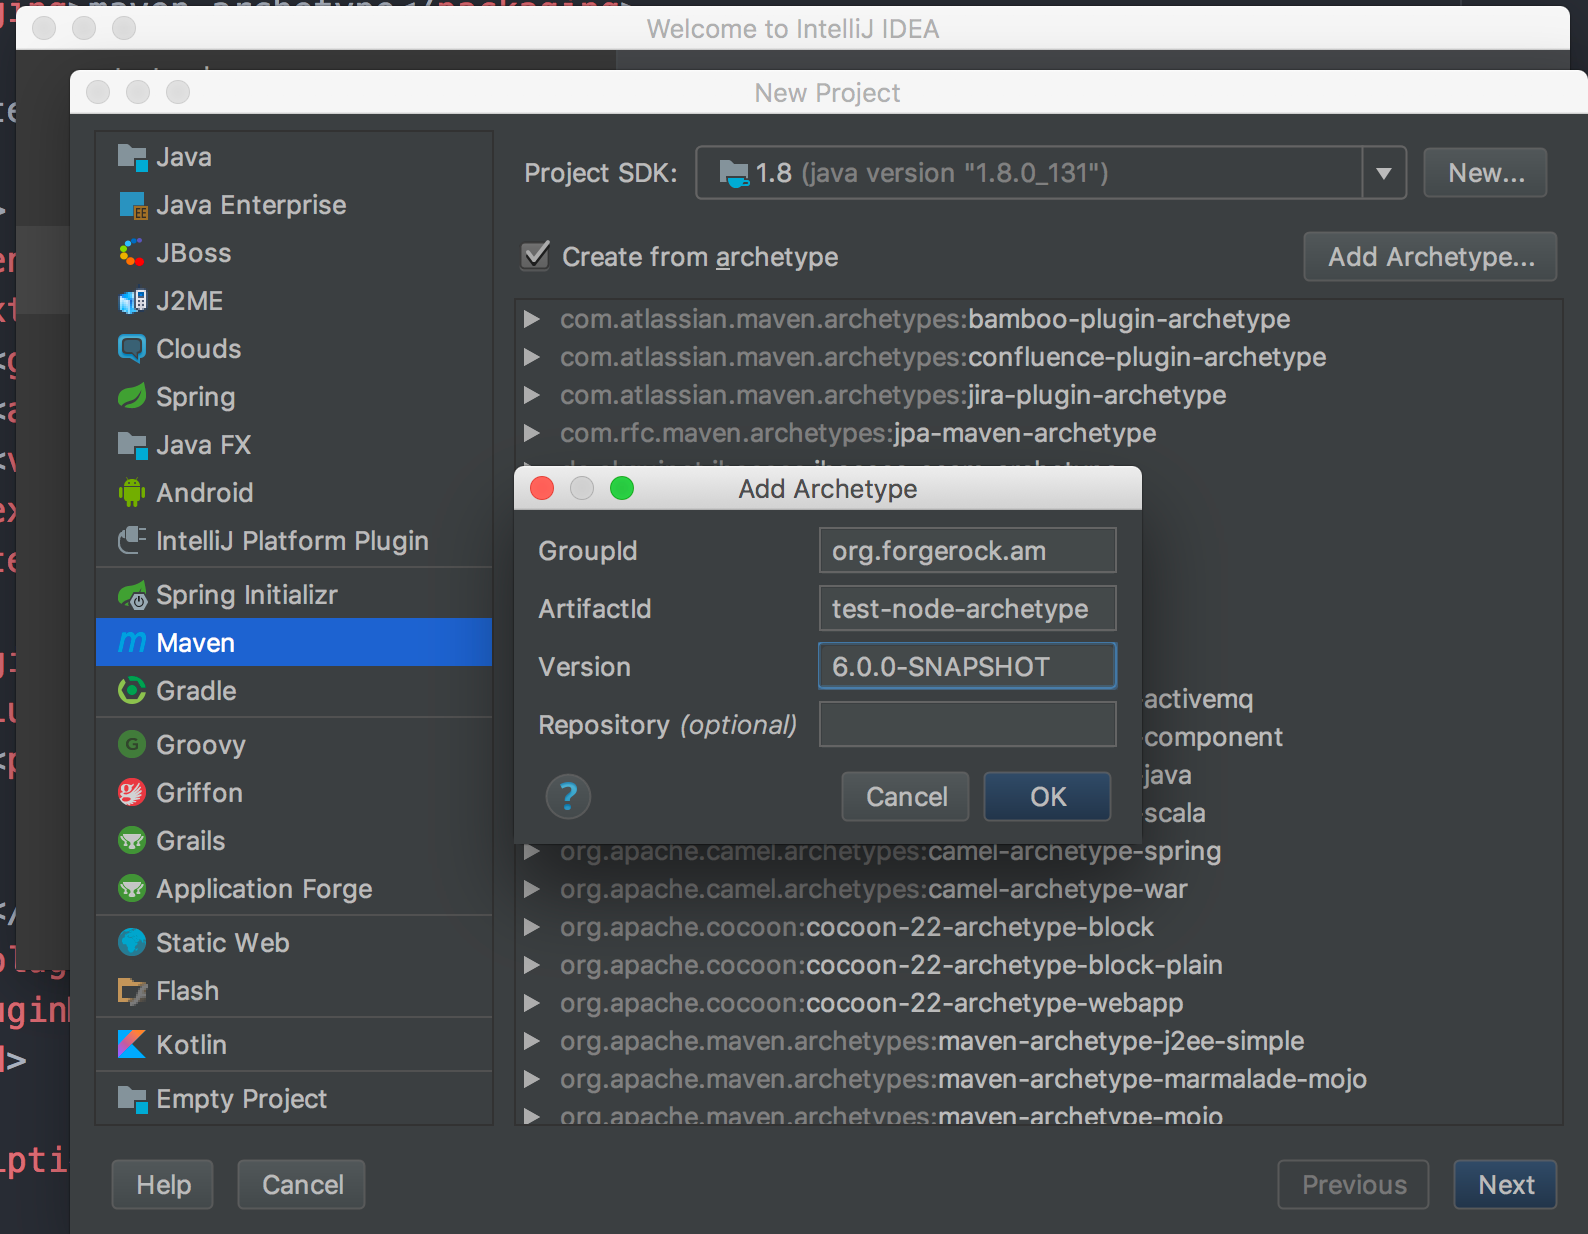 Welcome to IntelliJ IDEA
New Project
Java
Java Enterprise
JBoss
J2ME
Clouds
Spring
Java FX
Android
IntelliJ Platform Plugin
Spring Initializr
Maven
Gradle
Groovy
Griffon
Grails
Application Forge
Static Web
Flash
Kotlin
Empty Project
Project SDK: 1.8 (java version "1.8.0_131") New...
Create from archetype Add Archetype...
com.atlassian.maven.archetypes:bamboo-plugin-archetype
com.atlassian.maven.archetypes:confluence-plugin-archetype
com.atlassian.maven.archetypes:jira-plugin-archetype
com.rfc.maven.archetypes:jpa-maven-archetype
Add Archetype
GroupId org.forgerock.am
ArtifactId test-node-archetype
Version 6.0.0-SNAPSHOT
Repository (optional)
? Cancel OK
-activemq
-component
-java
-scala
org.apache.camel.archetypes:camel-archetype-spring
org.apache.camel.archetypes:camel-archetype-war
org.apache.cocoon:cocoon-22-archetype-block
org.apache.cocoon:cocoon-22-archetype-block-plain
org.apache.cocoon:cocoon-22-archetype-webapp
org.apache.maven.archetypes:maven-archetype-j2ee-simple
org.apache.maven.archetypes:maven-archetype-marmalade-mojo
org.apache.maven.archetypes:maven-archetype-mojo
Help Cancel Previous Next